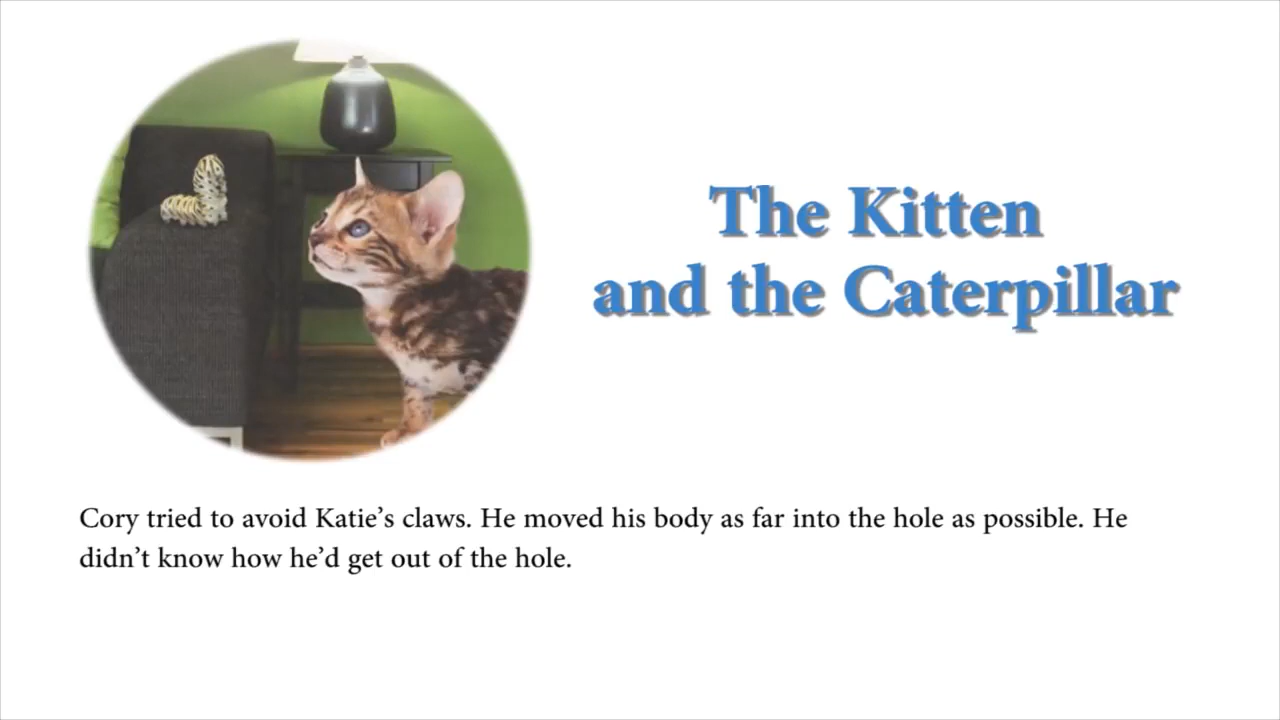 The Kitten
and the Caterpillar
Cory tried to avoid Katie’s claws. He moved his body as far into the hole as possible. He
didn’t know how he’d get out of the hole.